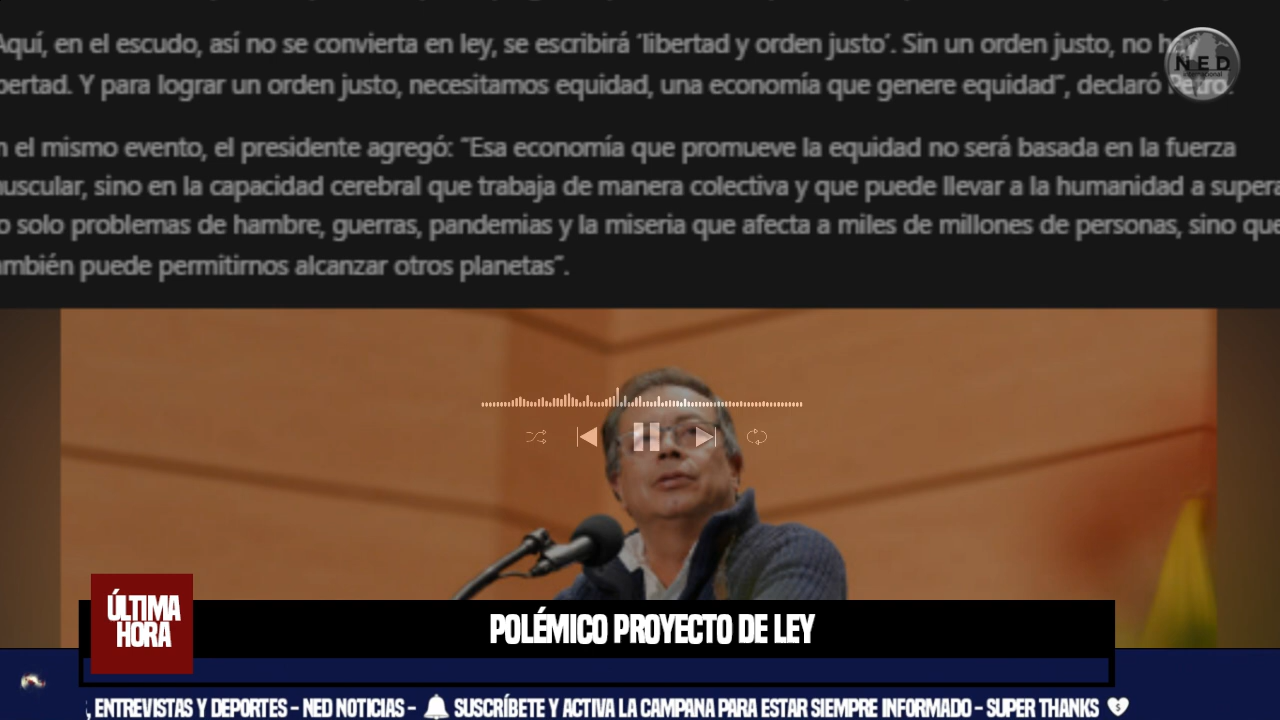 Aquí, en el escudo, así no se convierta en ley, se escribirá ‘libertad y orden justo’. Sin un orden justo, no
bertad. Y para lograr un orden justo, necesitamos equidad, una economía que genere equidad”, declaró Petro.
NED
n el mismo evento, el presidente agregó: “Esa economía que promueve la equidad no será basada en la fuerza
uscular, sino en la capacidad cerebral que trabaja de manera colectiva y que puede llevar a la humanidad a supera
o solo problemas de hambre, guerras, pandemias y la miseria que afecta a miles de millones de personas, sino que
ambién puede permitirnos alcanzar otros planetas”.
ÚLTIMA
HORA
POLÉMICO PROYECTO DE LEY
, ENTREVISTAS Y DEPORTES - NED NOTICIAS - SUSCRÍBETE Y ACTIVA LA CAMPANA PARA ESTAR SIEMPRE INFORMADO - SUPER THANKS